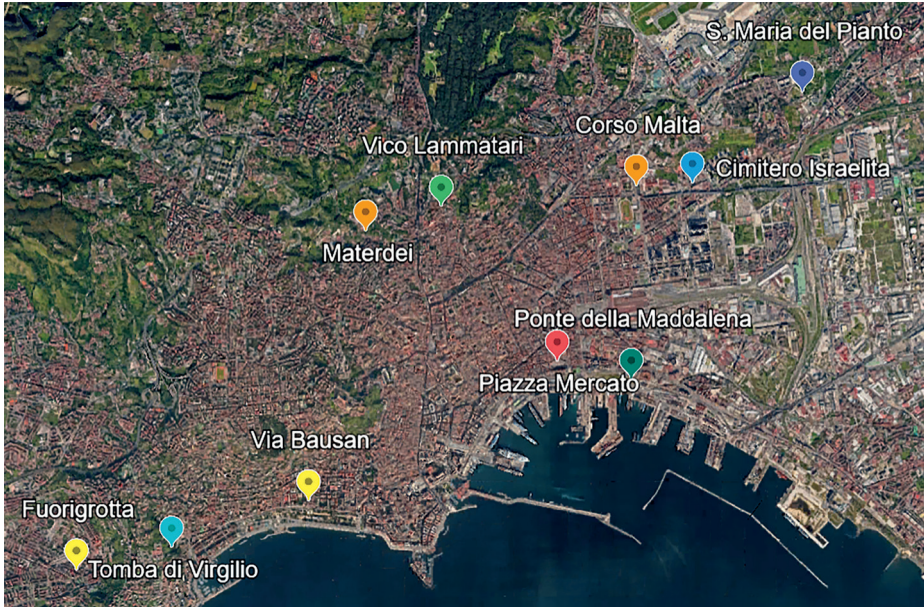 S. Maria del Pianto
Corso Malta
Vico Lammatari
Cimitero Israelita
Materdei
Ponte della Maddalena
Piazza Mercato
Via Bausan
Fuorigrotta
Tomba di Virgilio